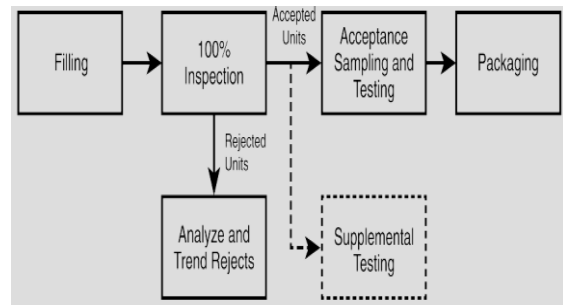 Filling
100%
Inspection
Accepted
Units
Acceptance
Sampling and
Testing
Packaging
Rejected
Units
Analyze and
Trend Rejects
Supplemental
Testing